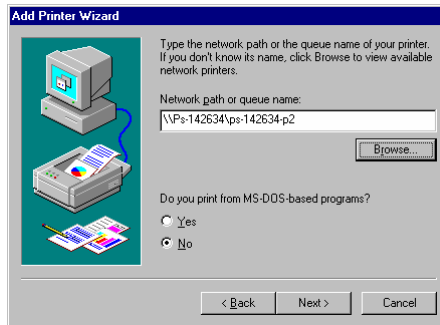 Add Printer Wizard
Type the network path or the queue name of your printer.
If you don't know its name, click Browse to view available
network printers.
Network path or queue name:
\\Ps-142634\ps-142634-p2
Browse...
Do you print from MS-DOS-based programs?
Yes
No
< Back
Next >
Cancel